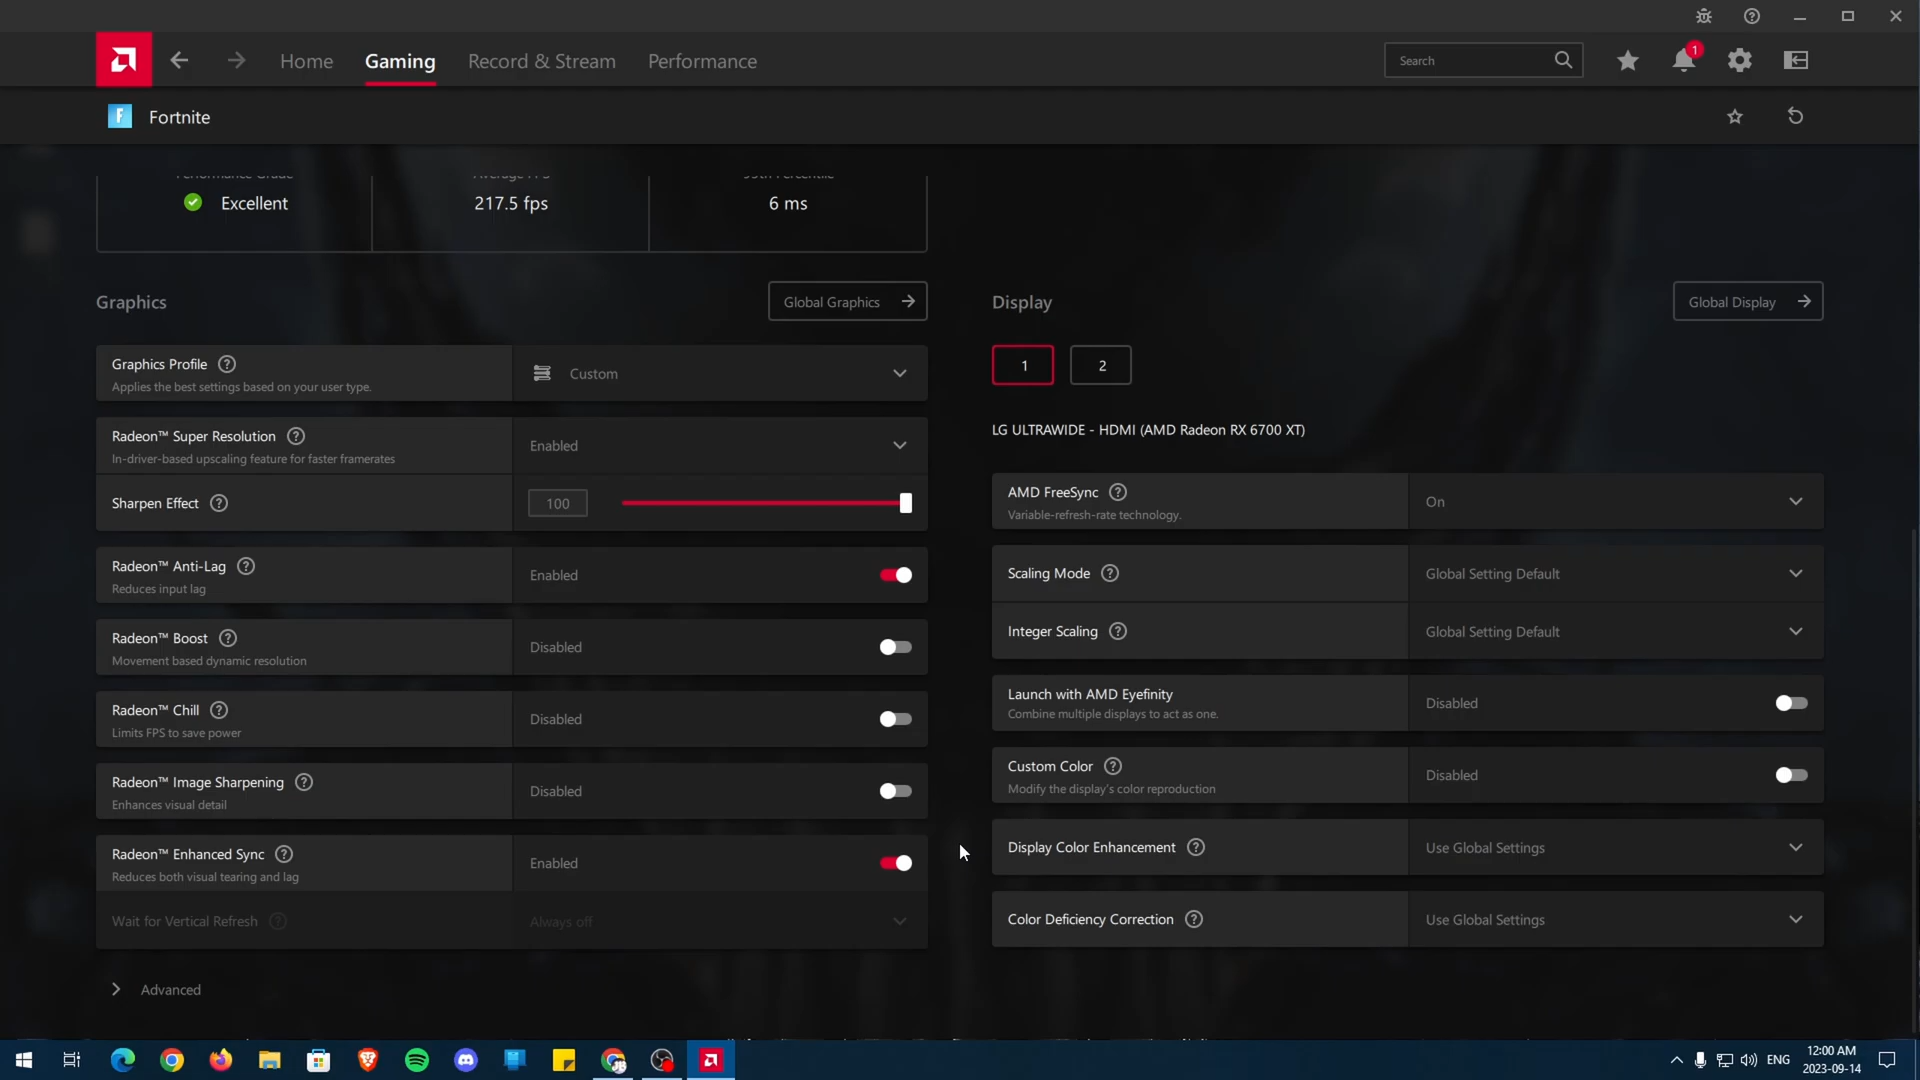 Home
Gaming
Record & Stream
Performance
Search
1
F
Fortnite
Excellent
217.5 fps
6 ms
Graphics
Global Graphics
Display
Global Display
Graphics Profile
Applies the best settings based on your user type.
Custom
1
2
Radeon™ Super Resolution
In-driver-based upscaling feature for faster framerates
Enabled
LG ULTRAWIDE - HDMI (AMD Radeon RX 6700 XT)
Sharpen Effect
100
AMD FreeSync
Variable-refresh-rate technology.
On
Radeon™ Anti-Lag
Reduces input lag
Enabled
Scaling Mode
Global Setting Default
Radeon™ Boost
Movement based dynamic resolution
Disabled
Integer Scaling
Global Setting Default
Radeon™ Chill
Limits FPS to save power
Disabled
Launch with AMD Eyefinity
Combine multiple displays to act as one.
Disabled
Radeon™ Image Sharpening
Enhances visual detail
Disabled
Custom Color
Modify the display's color reproduction
Disabled
Radeon™ Enhanced Sync
Reduces both visual tearing and lag
Enabled
Display Color Enhancement
Use Global Settings
Wait for Vertical Refresh
Always off
Color Deficiency Correction
Use Global Settings
Advanced
ENG
12:00 AM
2023-09-14